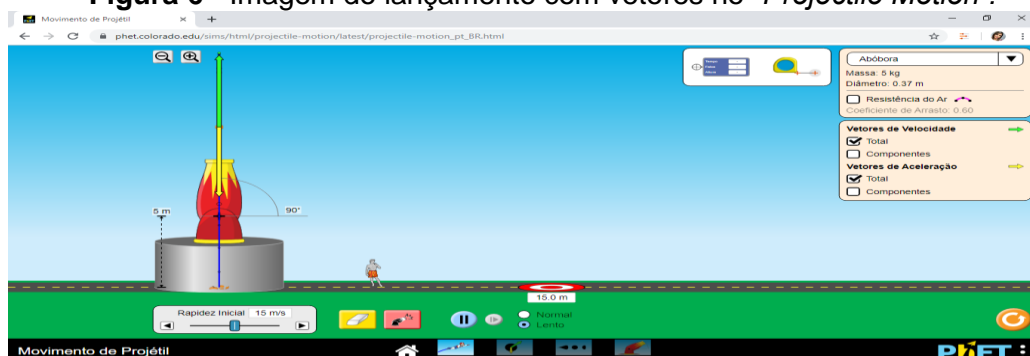 Figura 6 - Imagem do lançamento com vetores no "Projectile Motion".
Movimento de Projétil
phet.colorado.edu/sims/html/projectile-motion/latest/projectile-motion_pt_BR.html
Abóbora
Massa: 5 kg
Diâmetro: 0.37 m
Resistência do Ar
Coeficiente de Arrasto: 0.60
Vetores de Velocidade
Total
Componentes
Vetores de Aceleração
Total
Componentes
5 m
90°
15.0 m
Rapidez Inicial 15 m/s
Normal
Lento
Movimento de Projétil
PhET